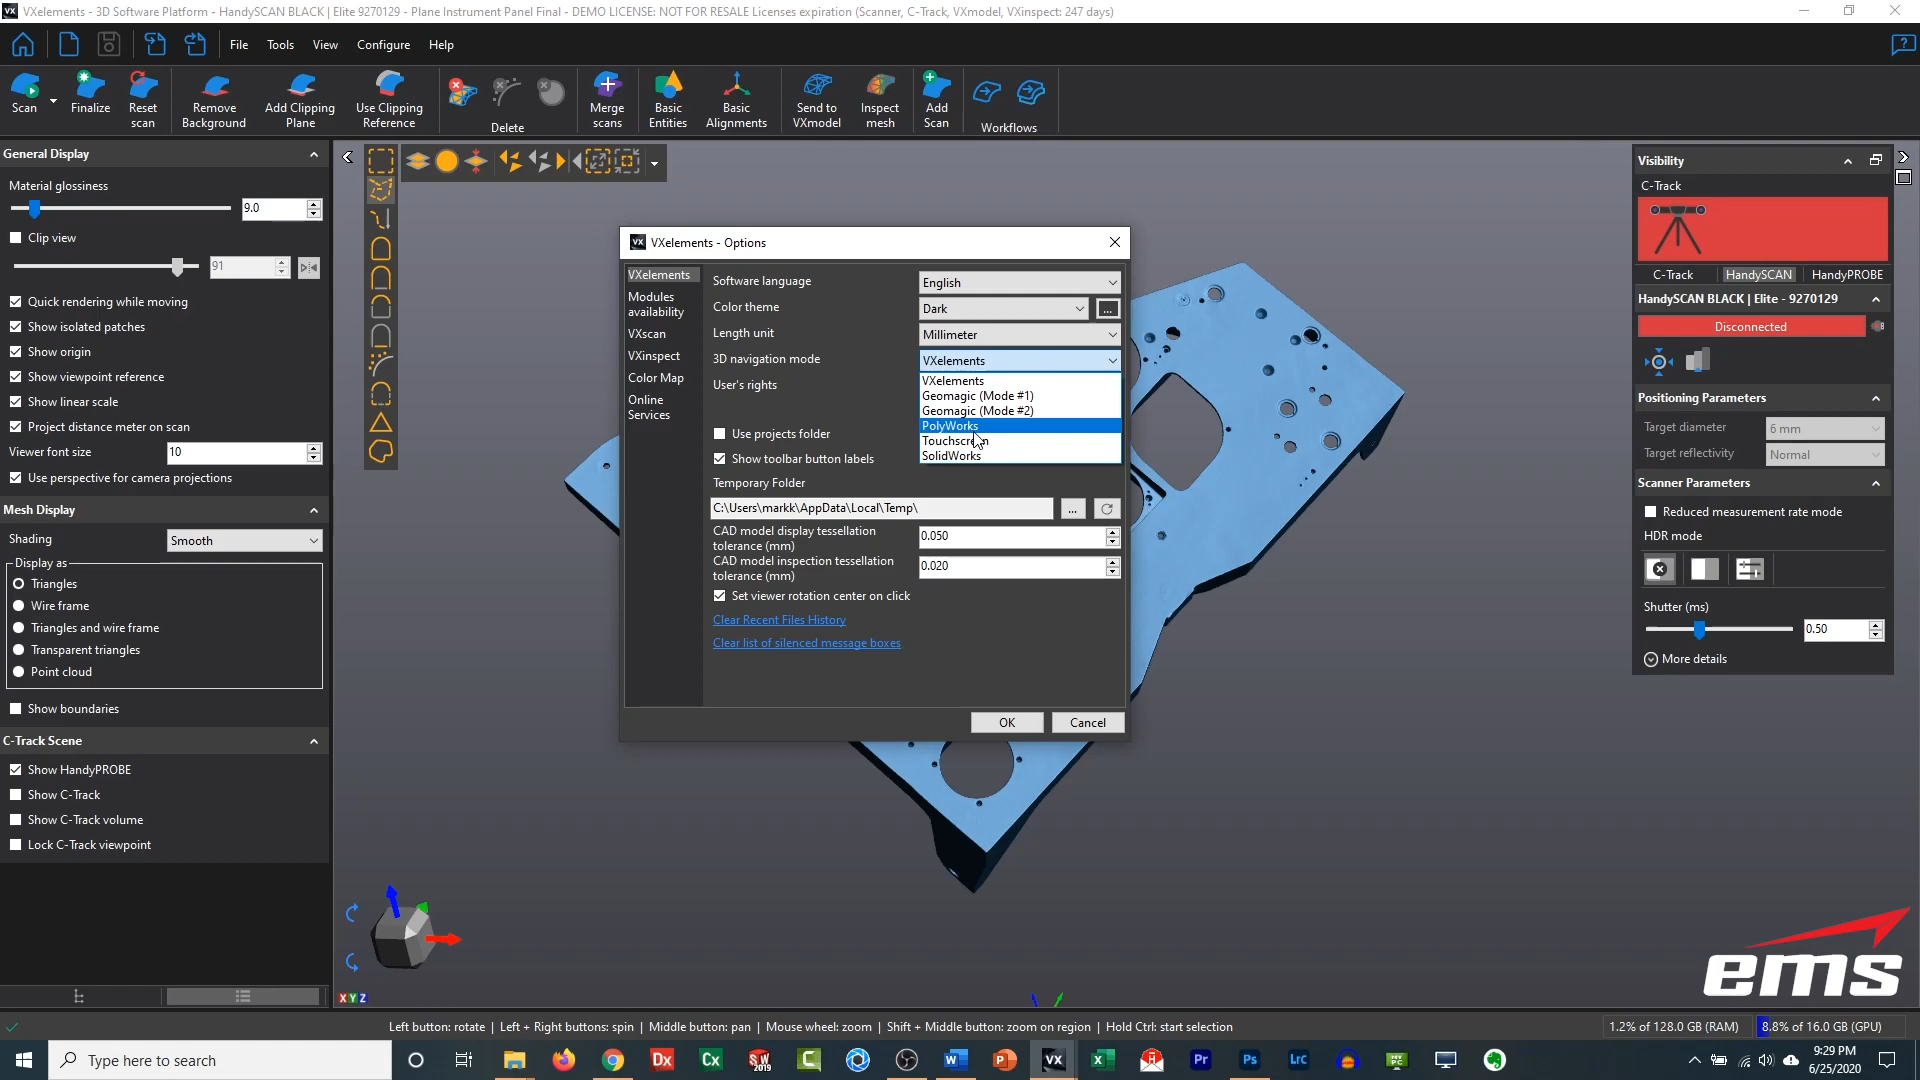 VXelements - 3D Software Platform - HandySCAN BLACK | Elite 9270129 - Plane Instrument Panel Final - DEMO LICENSE: NOT FOR RESALE Licenses expiration (Scanner, C-Track, VXmodel, VXinspect: 247 days)
File Tools View Configure Help
Scan
Finalize
Reset
scan
Remove
Background
Add Clipping
Plane
Use Clipping
Reference
Delete
Merge
scans
Basic
Entities
Basic
Alignments
Send to
VXmodel
Inspect
mesh
Add
Scan
Workflows
General Display
Material glossiness
9.0
Clip view
91
Quick rendering while moving
Show isolated patches
Show origin
Show viewpoint reference
Show linear scale
Project distance meter on scan
Viewer font size 10
Use perspective for camera projections
Mesh Display
Shading Smooth
Display as
Triangles
Wire frame
Triangles and wire frame
Transparent triangles
Point cloud
Show boundaries
C-Track Scene
Show HandyPROBE
Show C-Track
Show C-Track volume
Lock C-Track viewpoint
VX VXelements - Options
VXelements
Modules
availability
VXscan
VXinspect
Color Map
Online
Services
Software language English
Color theme Dark ...
Length unit Millimeter
3D navigation mode VXelements
User's rights
VXelements
Geomagic (Mode #1)
Geomagic (Mode #2)
PolyWorks
Touchscreen
SolidWorks
Use projects folder
Show toolbar button labels
Temporary Folder
C:\Users\markk\AppData\Local\Temp\ ...
CAD model display tessellation
tolerance (mm)
0.050
CAD model inspection tessellation
tolerance (mm)
0.020
Set viewer rotation center on click
Clear Recent Files History
Clear list of silenced message boxes
OK Cancel
Visibility
C-Track
C-Track HandySCAN HandyPROBE
HandySCAN BLACK | Elite - 9270129
Disconnected
Positioning Parameters
Target diameter 6 mm
Target reflectivity Normal
Scanner Parameters
Reduced measurement rate mode
HDR mode
Shutter (ms)
0.50
More details
XYZ
ems
Left button: rotate | Left + Right buttons: spin | Middle button: pan | Mouse wheel: zoom | Shift + Middle button: zoom on region | Hold Ctrl: start selection
1.2% of 128.0 GB (RAM) 8.8% of 16.0 GB (GPU)
Type here to search
Dx Cx SW 2019 C W P VX X Pr Ps Lrc
9:29 PM
6/25/2020